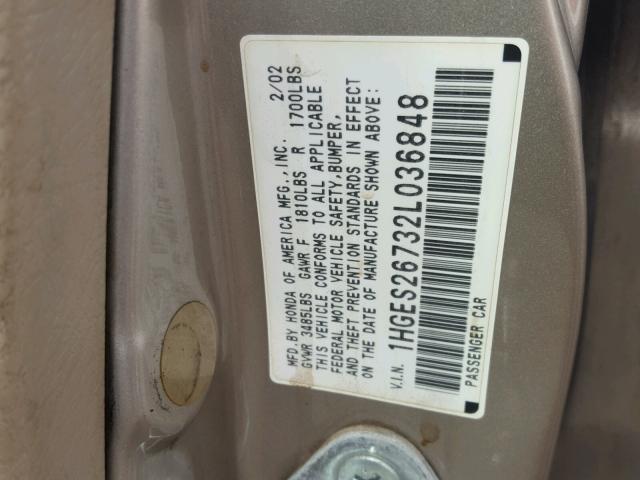 MFD.BY HONDA OF AMERICA MFG.,INC. 2/02
GVWR 3485LBS GAWR F 1810LBS R 1700LBS
THIS VEHICLE CONFORMS TO ALL APPLICABLE
FEDERAL MOTOR VEHICLE SAFETY,BUMPER,
AND THEFT PREVENTION STANDARDS IN EFFECT
ON THE DATE OF MANUFACTURE SHOWN ABOVE:
V.I.N. 1HGES26732L036848
PASSENGER CAR